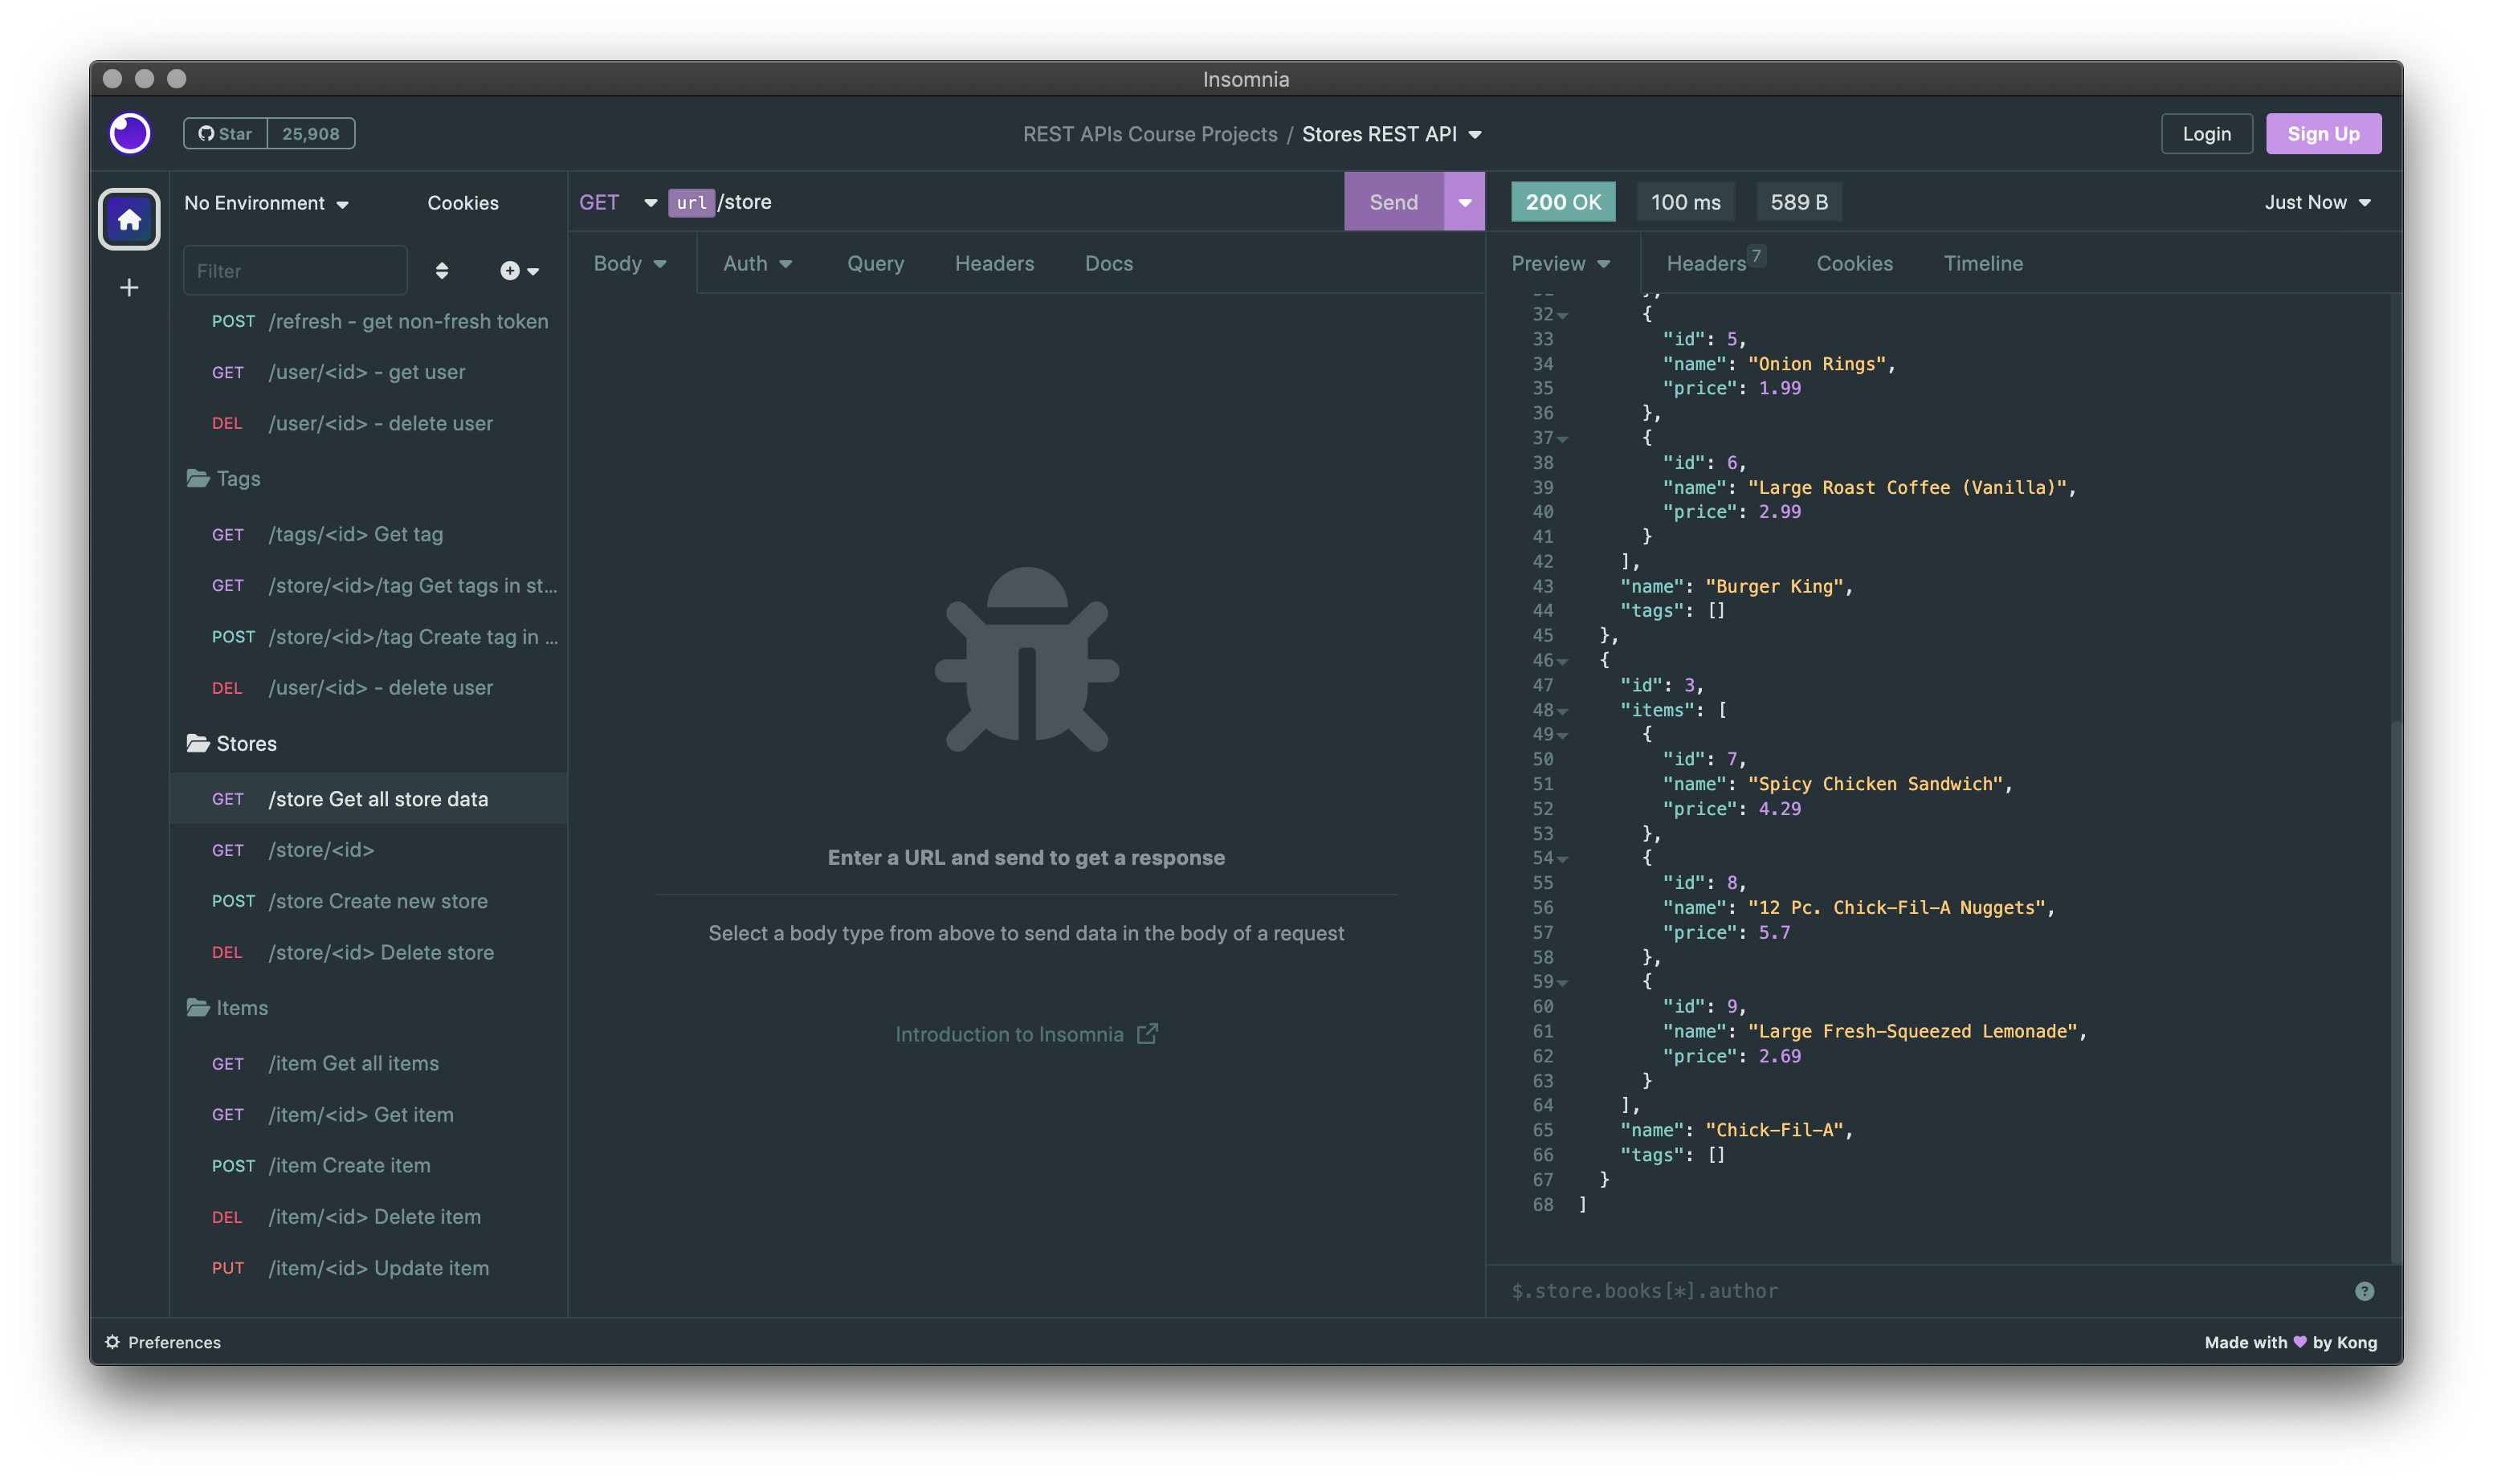 Insomnia
Star 25,908
REST APIs Course Projects / Stores REST API
Login
Sign Up
No Environment
Cookies
Filter
POST /refresh - get non-fresh token
GET /user/<id> - get user
DEL /user/<id> - delete user
Tags
GET /tags/<id> Get tag
GET /store/<id>/tag Get tags in st...
POST /store/<id>/tag Create tag in ...
DEL /user/<id> - delete user
Stores
GET /store Get all store data
GET /store/<id>
POST /store Create new store
DEL /store/<id> Delete store
Items
GET /item Get all items
GET /item/<id> Get item
POST /item Create item
DEL /item/<id> Delete item
PUT /item/<id> Update item
GET url/store
Send
Body
Auth
Query
Headers
Docs
Enter a URL and send to get a response
Select a body type from above to send data in the body of a request
Introduction to Insomnia
200 OK
100 ms
589 B
Just Now
Preview
Headers 7
Cookies
Timeline
32 {
33 "id": 5,
34 "name": "Onion Rings",
35 "price": 1.99
36 },
37 {
38 "id": 6,
39 "name": "Large Roast Coffee (Vanilla)",
40 "price": 2.99
41 }
42 ],
43 "name": "Burger King",
44 "tags": []
45 },
46 {
47 "id": 3,
48 "items": [
49 {
50 "id": 7,
51 "name": "Spicy Chicken Sandwich",
52 "price": 4.29
53 },
54 {
55 "id": 8,
56 "name": "12 Pc. Chick-Fil-A Nuggets",
57 "price": 5.7
58 },
59 {
60 "id": 9,
61 "name": "Large Fresh-Squeezed Lemonade",
62 "price": 2.69
63 }
64 ],
65 "name": "Chick-Fil-A",
66 "tags": []
67 }
68 ]
$.store.books[*].author
Preferences
Made with ♥ by Kong